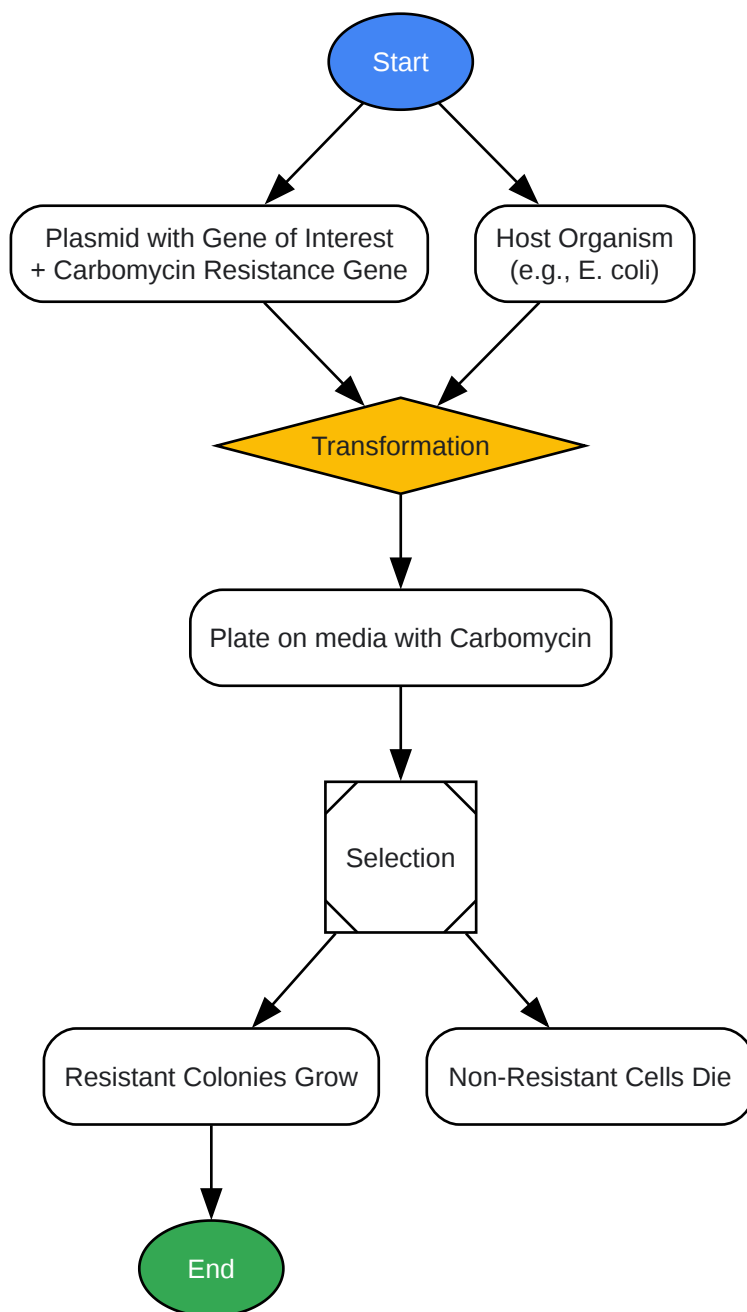 Start
Plasmid with Gene of Interest
+ Carbomycin Resistance Gene
Host Organism
(e.g., E. coli)
Transformation
Plate on media with Carbomycin
Selection
Resistant Colonies Grow
Non-Resistant Cells Die
End